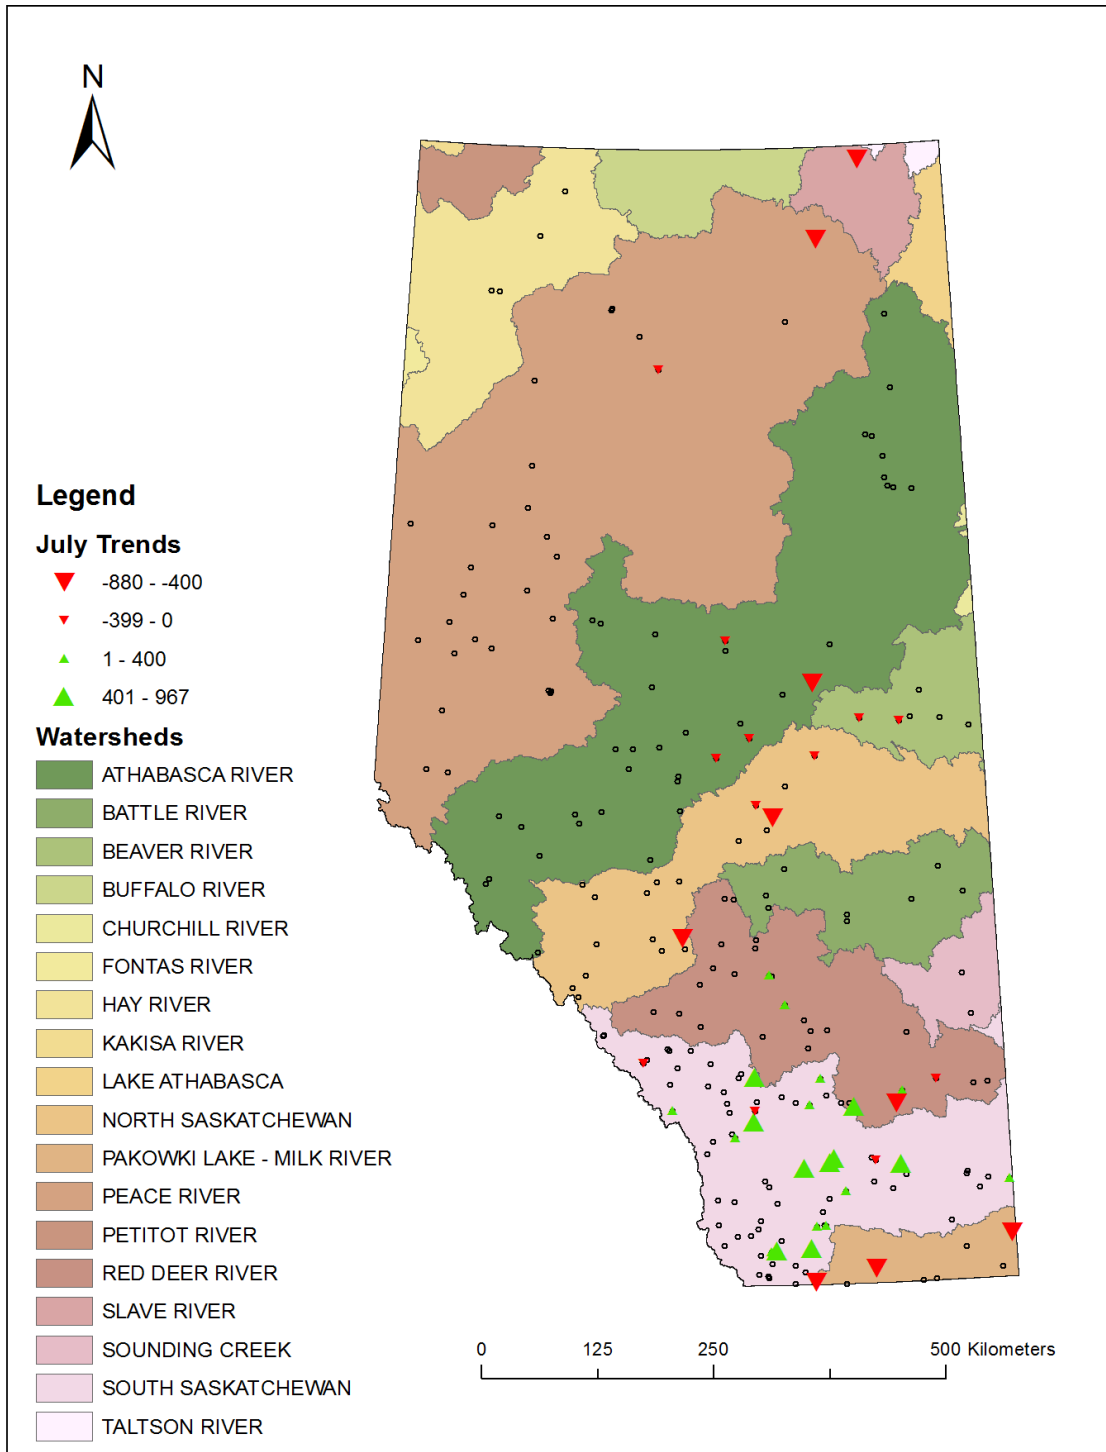 N
Legend
July Trends
-880 - -400
-399 - 0
1 - 400
401 - 967
Watersheds
ATHABASCA RIVER
BATTLE RIVER
BEAVER RIVER
BUFFALO RIVER
CHURCHILL RIVER
FONTAS RIVER
HAY RIVER
KAKISA RIVER
LAKE ATHABASCA
NORTH SASKATCHEWAN
PAKOWKI LAKE - MILK RIVER
PEACE RIVER
PETITOT RIVER
RED DEER RIVER
SLAVE RIVER
SOUNDING CREEK
SOUTH SASKATCHEWAN
TALTSON RIVER
0 125 250 500 Kilometers